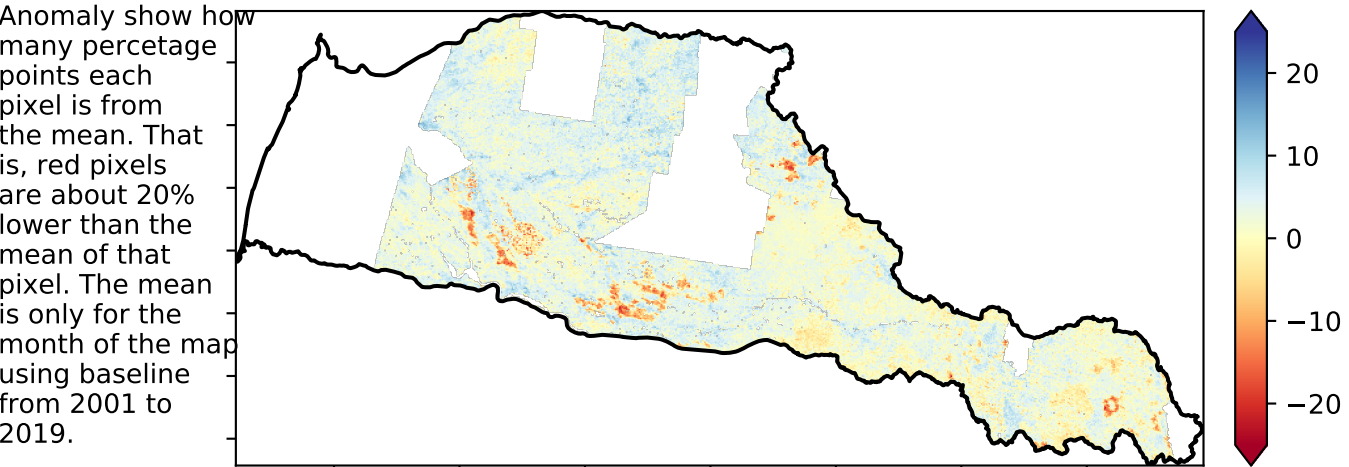 Anomaly show how
many percetage
points each
pixel is from
the mean. That
is, red pixels
are about 20%
lower than the
mean of that
pixel. The mean
is only for the
month of the map
using baseline
from 2001 to
2019.
20
10
0
−10
−20